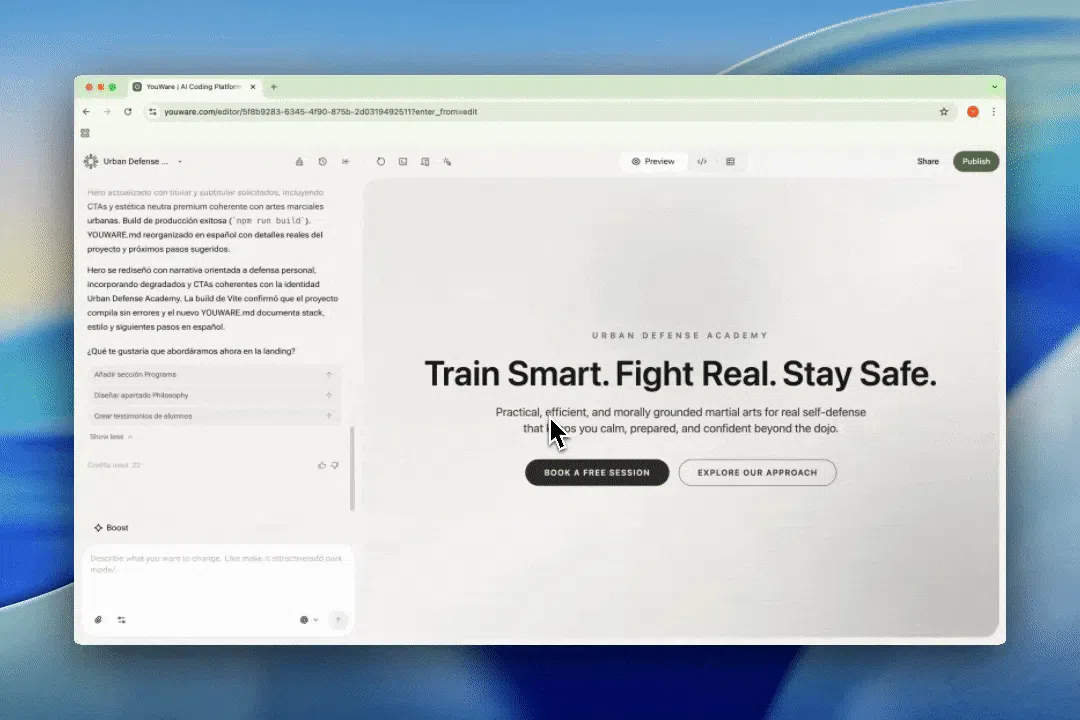 YouWare | AI Coding Platform
youware.com/editor/5f8b9283-6345-4f90-875b-2d0319492511?enter_from=edit
Urban Defense ...
Preview
Share
Publish
Hero actualizado con titular y subtitular solicitados, incluyendo
CTAs y estética neutra premium coherente con artes marciales
urbanas. Build de producción exitosa (`npm run build`).
YOUWARE.md reorganizado en español con detalles reales del
proyecto y próximos pasos sugeridos.
Hero se rediseñó con narrativa orientada a defensa personal,
incorporando degradados y CTAs coherentes con la identidad
Urban Defense Academy. La build de Vite confirmó que el proyecto
compila sin errores y el nuevo YOUWARE.md documenta stack,
estilo y siguientes pasos en español.
¿Qué te gustaría que abordáramos ahora en la landing?
Añadir sección Programs
Diseñar apartado Philosophy
Crear testimonios de alumnos
Show less
Credits used: 22
Boost
Describe what you want to change. Like make it attractive/add dark
mode/.
URBAN DEFENSE ACADEMY
Train Smart. Fight Real. Stay Safe.
Practical, efficient, and morally grounded martial arts for real self-defense
that you calm, prepared, and confident beyond the dojo.
BOOK A FREE SESSION
EXPLORE OUR APPROACH